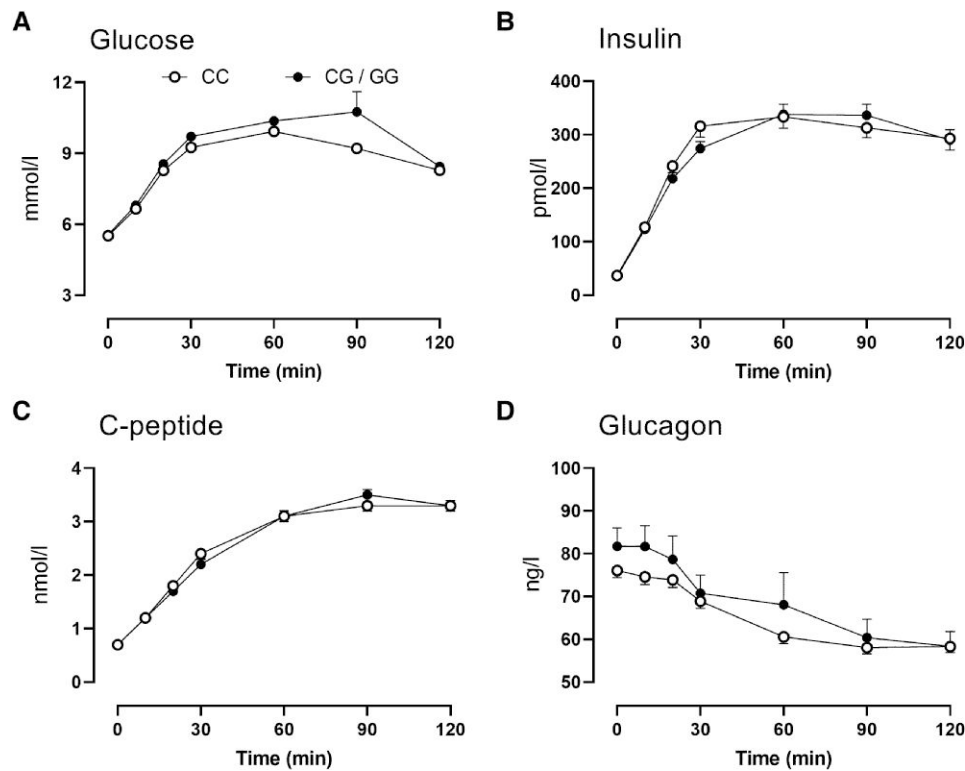 A
Glucose
CC
CG / GG
12
9
6
3
mmol/l
0 30 60 90 120
Time (min)
B
Insulin
400
300
200
100
0
pmol/l
0 30 60 90 120
Time (min)
C
C-peptide
4
3
2
1
0
nmol/l
0 30 60 90 120
Time (min)
D
Glucagon
100
90
80
70
60
50
ng/l
0 30 60 90 120
Time (min)